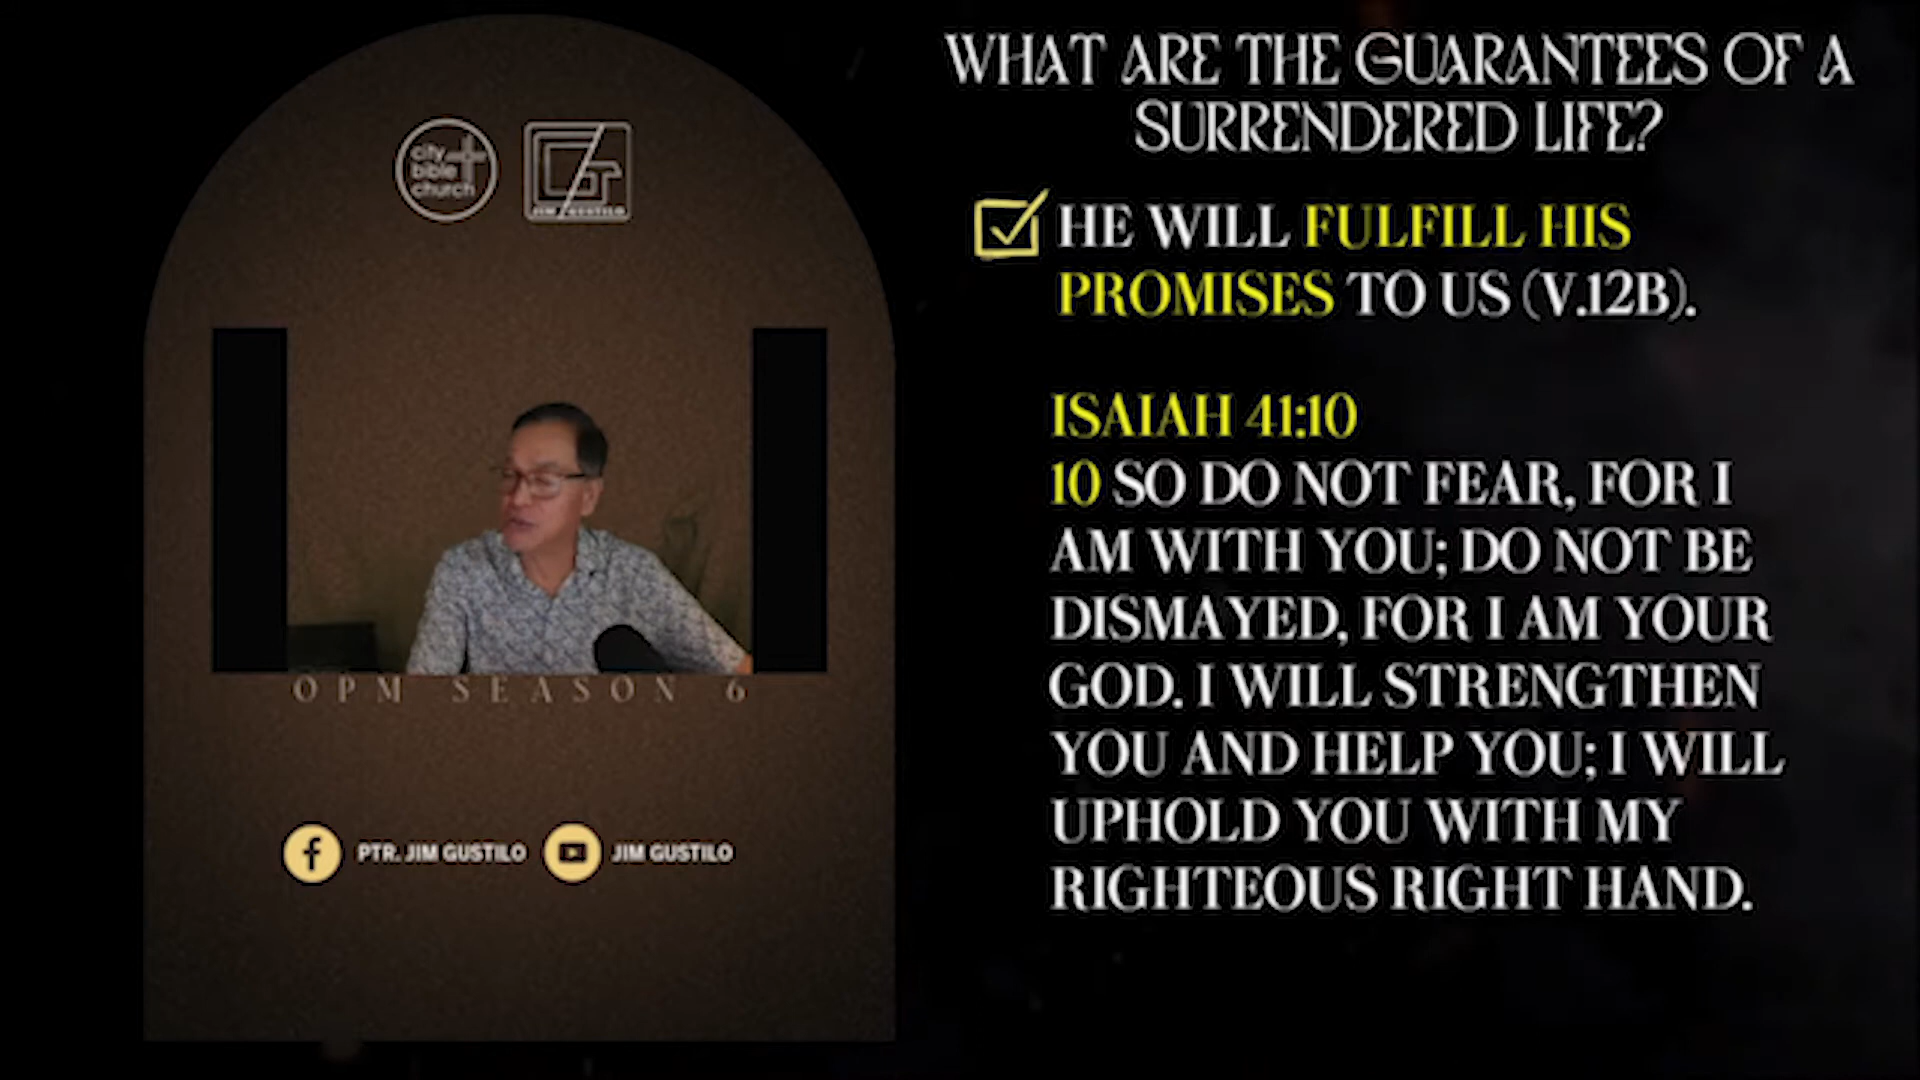 city
bible
church
JIM GUSTILO
OPM SEASON 6
PTR. JIM GUSTILO
JIM GUSTILO
WHAT ARE THE GUARANTEES OF A
SURRENDERED LIFE?
HE WILL FULFILL HIS
PROMISES TO US (V.12B).
ISAIAH 41:10
10 SO DO NOT FEAR, FOR I
AM WITH YOU; DO NOT BE
DISMAYED, FOR I AM YOUR
GOD. I WILL STRENGTHEN
YOU AND HELP YOU; I WILL
UPHOLD YOU WITH MY
RIGHTEOUS RIGHT HAND.